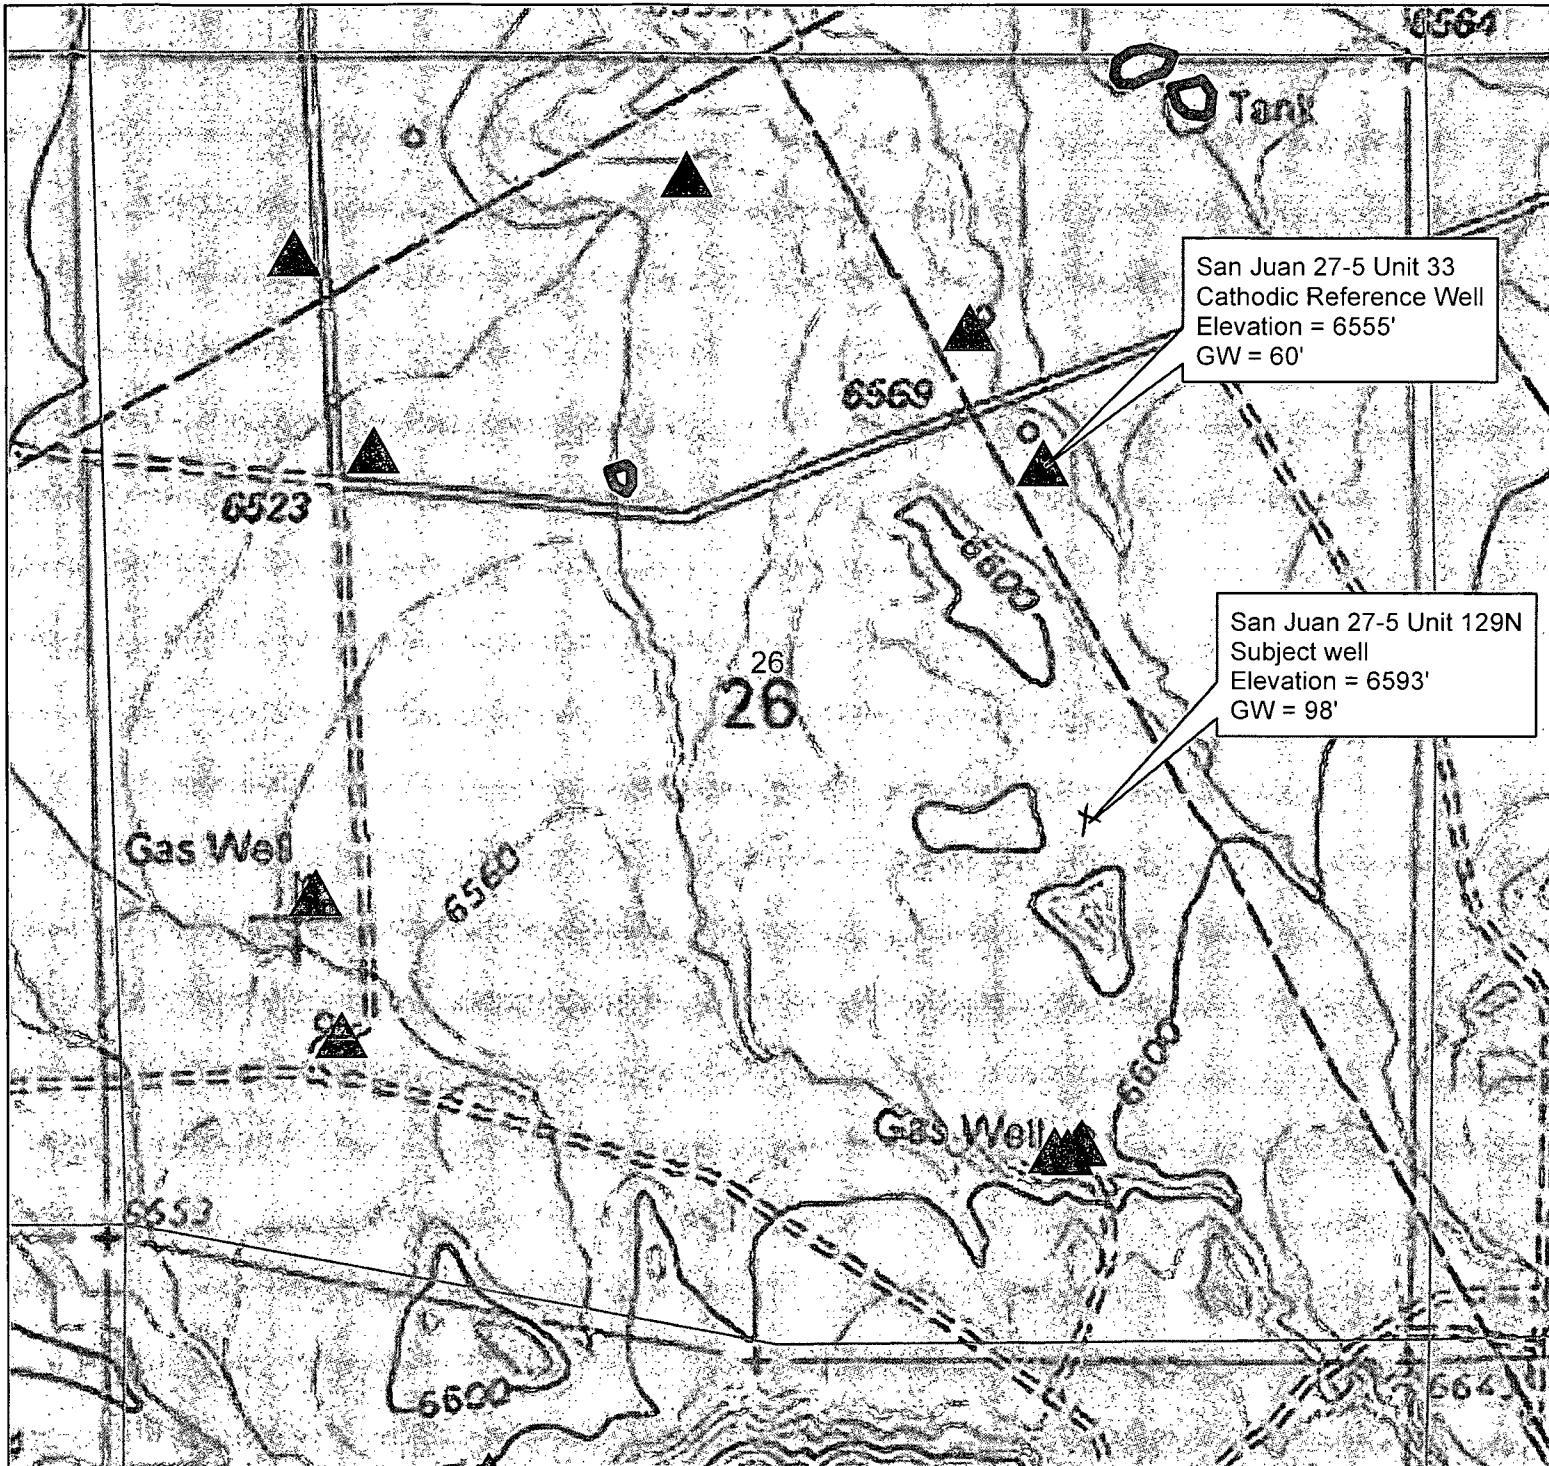 6564
Tank
San Juan 27-5 Unit 33
Cathodic Reference Well
Elevation = 6555'
GW = 60'
6569
6523
6600
San Juan 27-5 Unit 129N
Subject well
Elevation = 6593'
GW = 98'
26
26
Gas Well
6560
6600
Gas Well
6653
6600